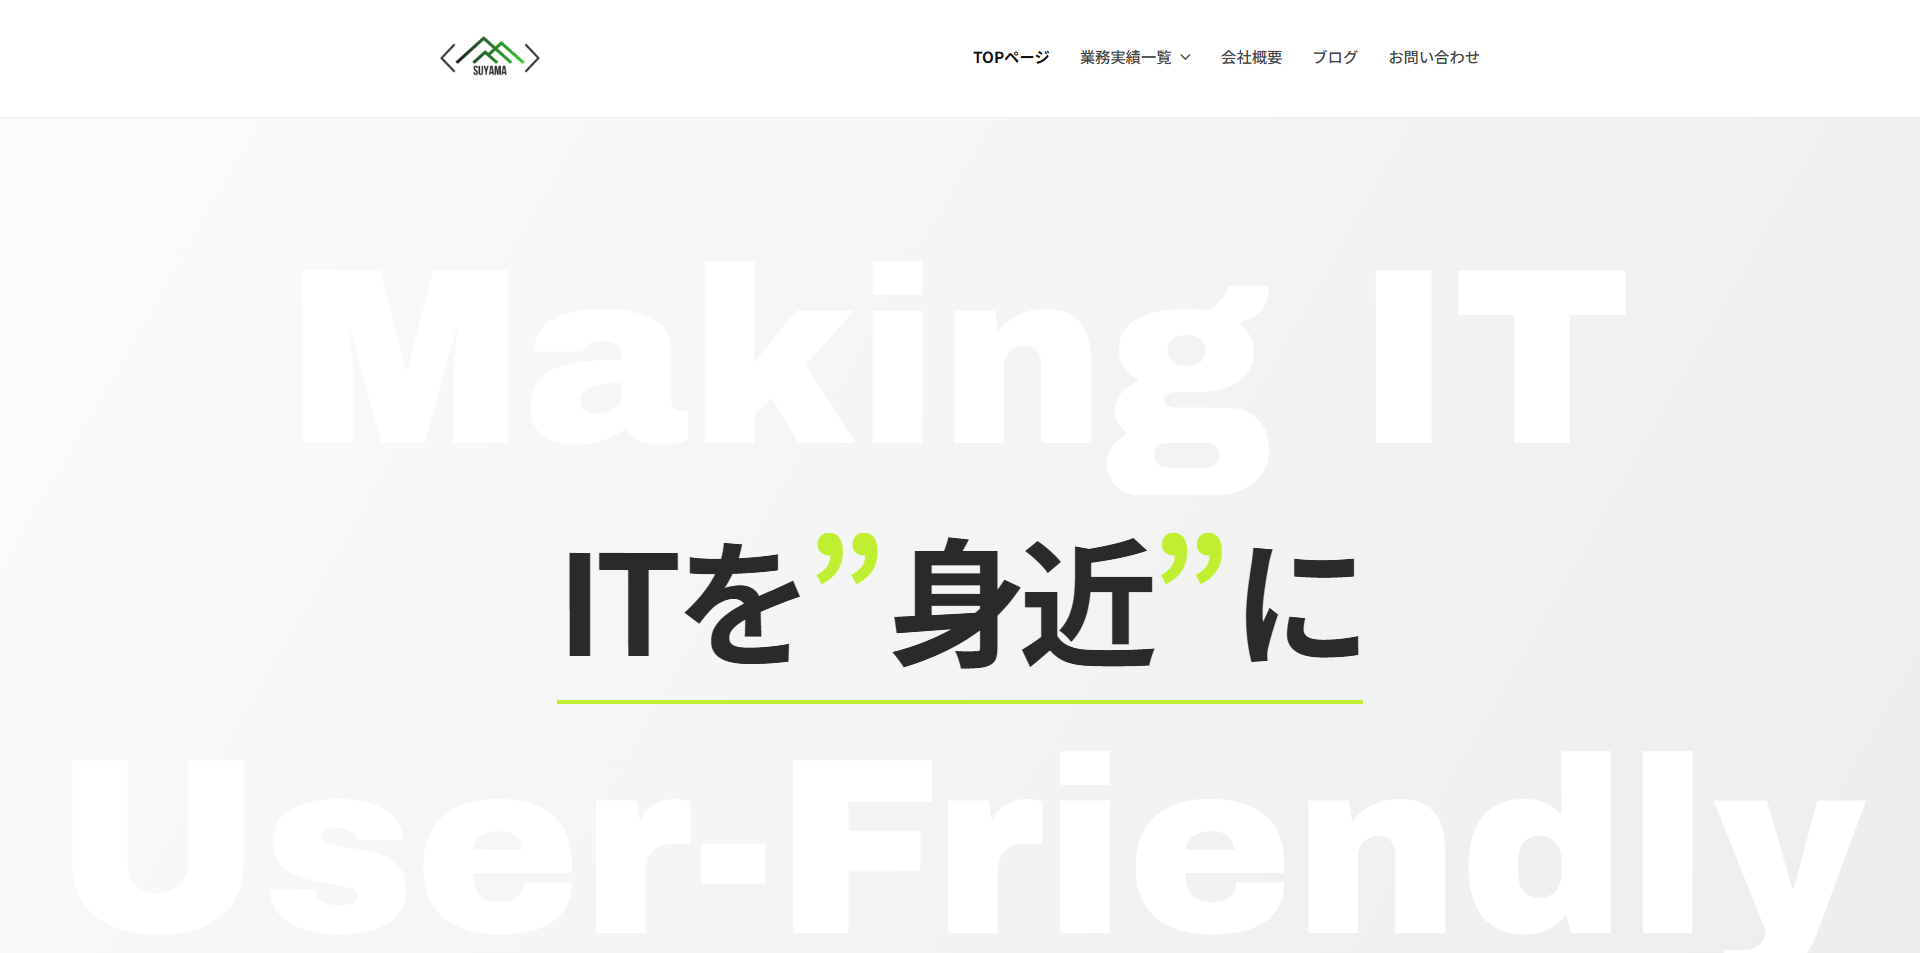 SUYAMA
TOPページ 業務実績一覧 会社概要 ブログ お問い合わせ
Making IT
ITを”身近”に
User-Friendly